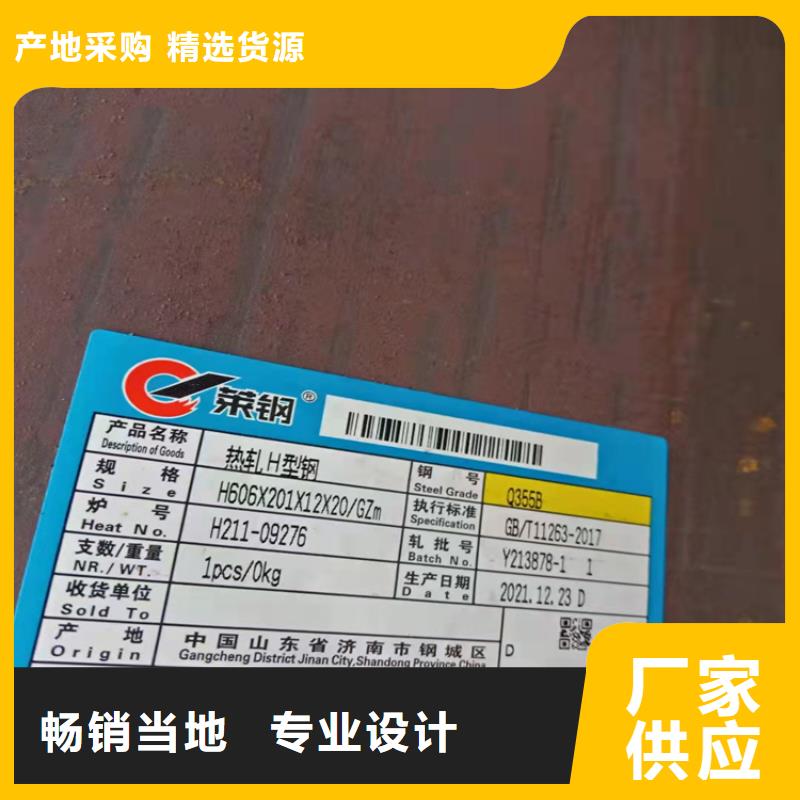 产地采购 精选货源
莱钢®
产品名称 热轧H型钢 钢 号 Q355B
Description of Goods Steel Grade
规 格 H606X201X12X20/GZm 执行标准 GB/T11263-2017
Size Specification
炉 号 H211-09276 轧批号 Y213878-1 1
Heat No. Batch No.
支数/重量 1pcs/0kg 生产日期 2021.12.23 D
NR./WT. Date
收货单位
Sold To
产 地 中国山东省济南市钢城区 D
Origin Gangcheng District Jinan City, Shandong Province China
厂家
供应
畅销当地 专业设计